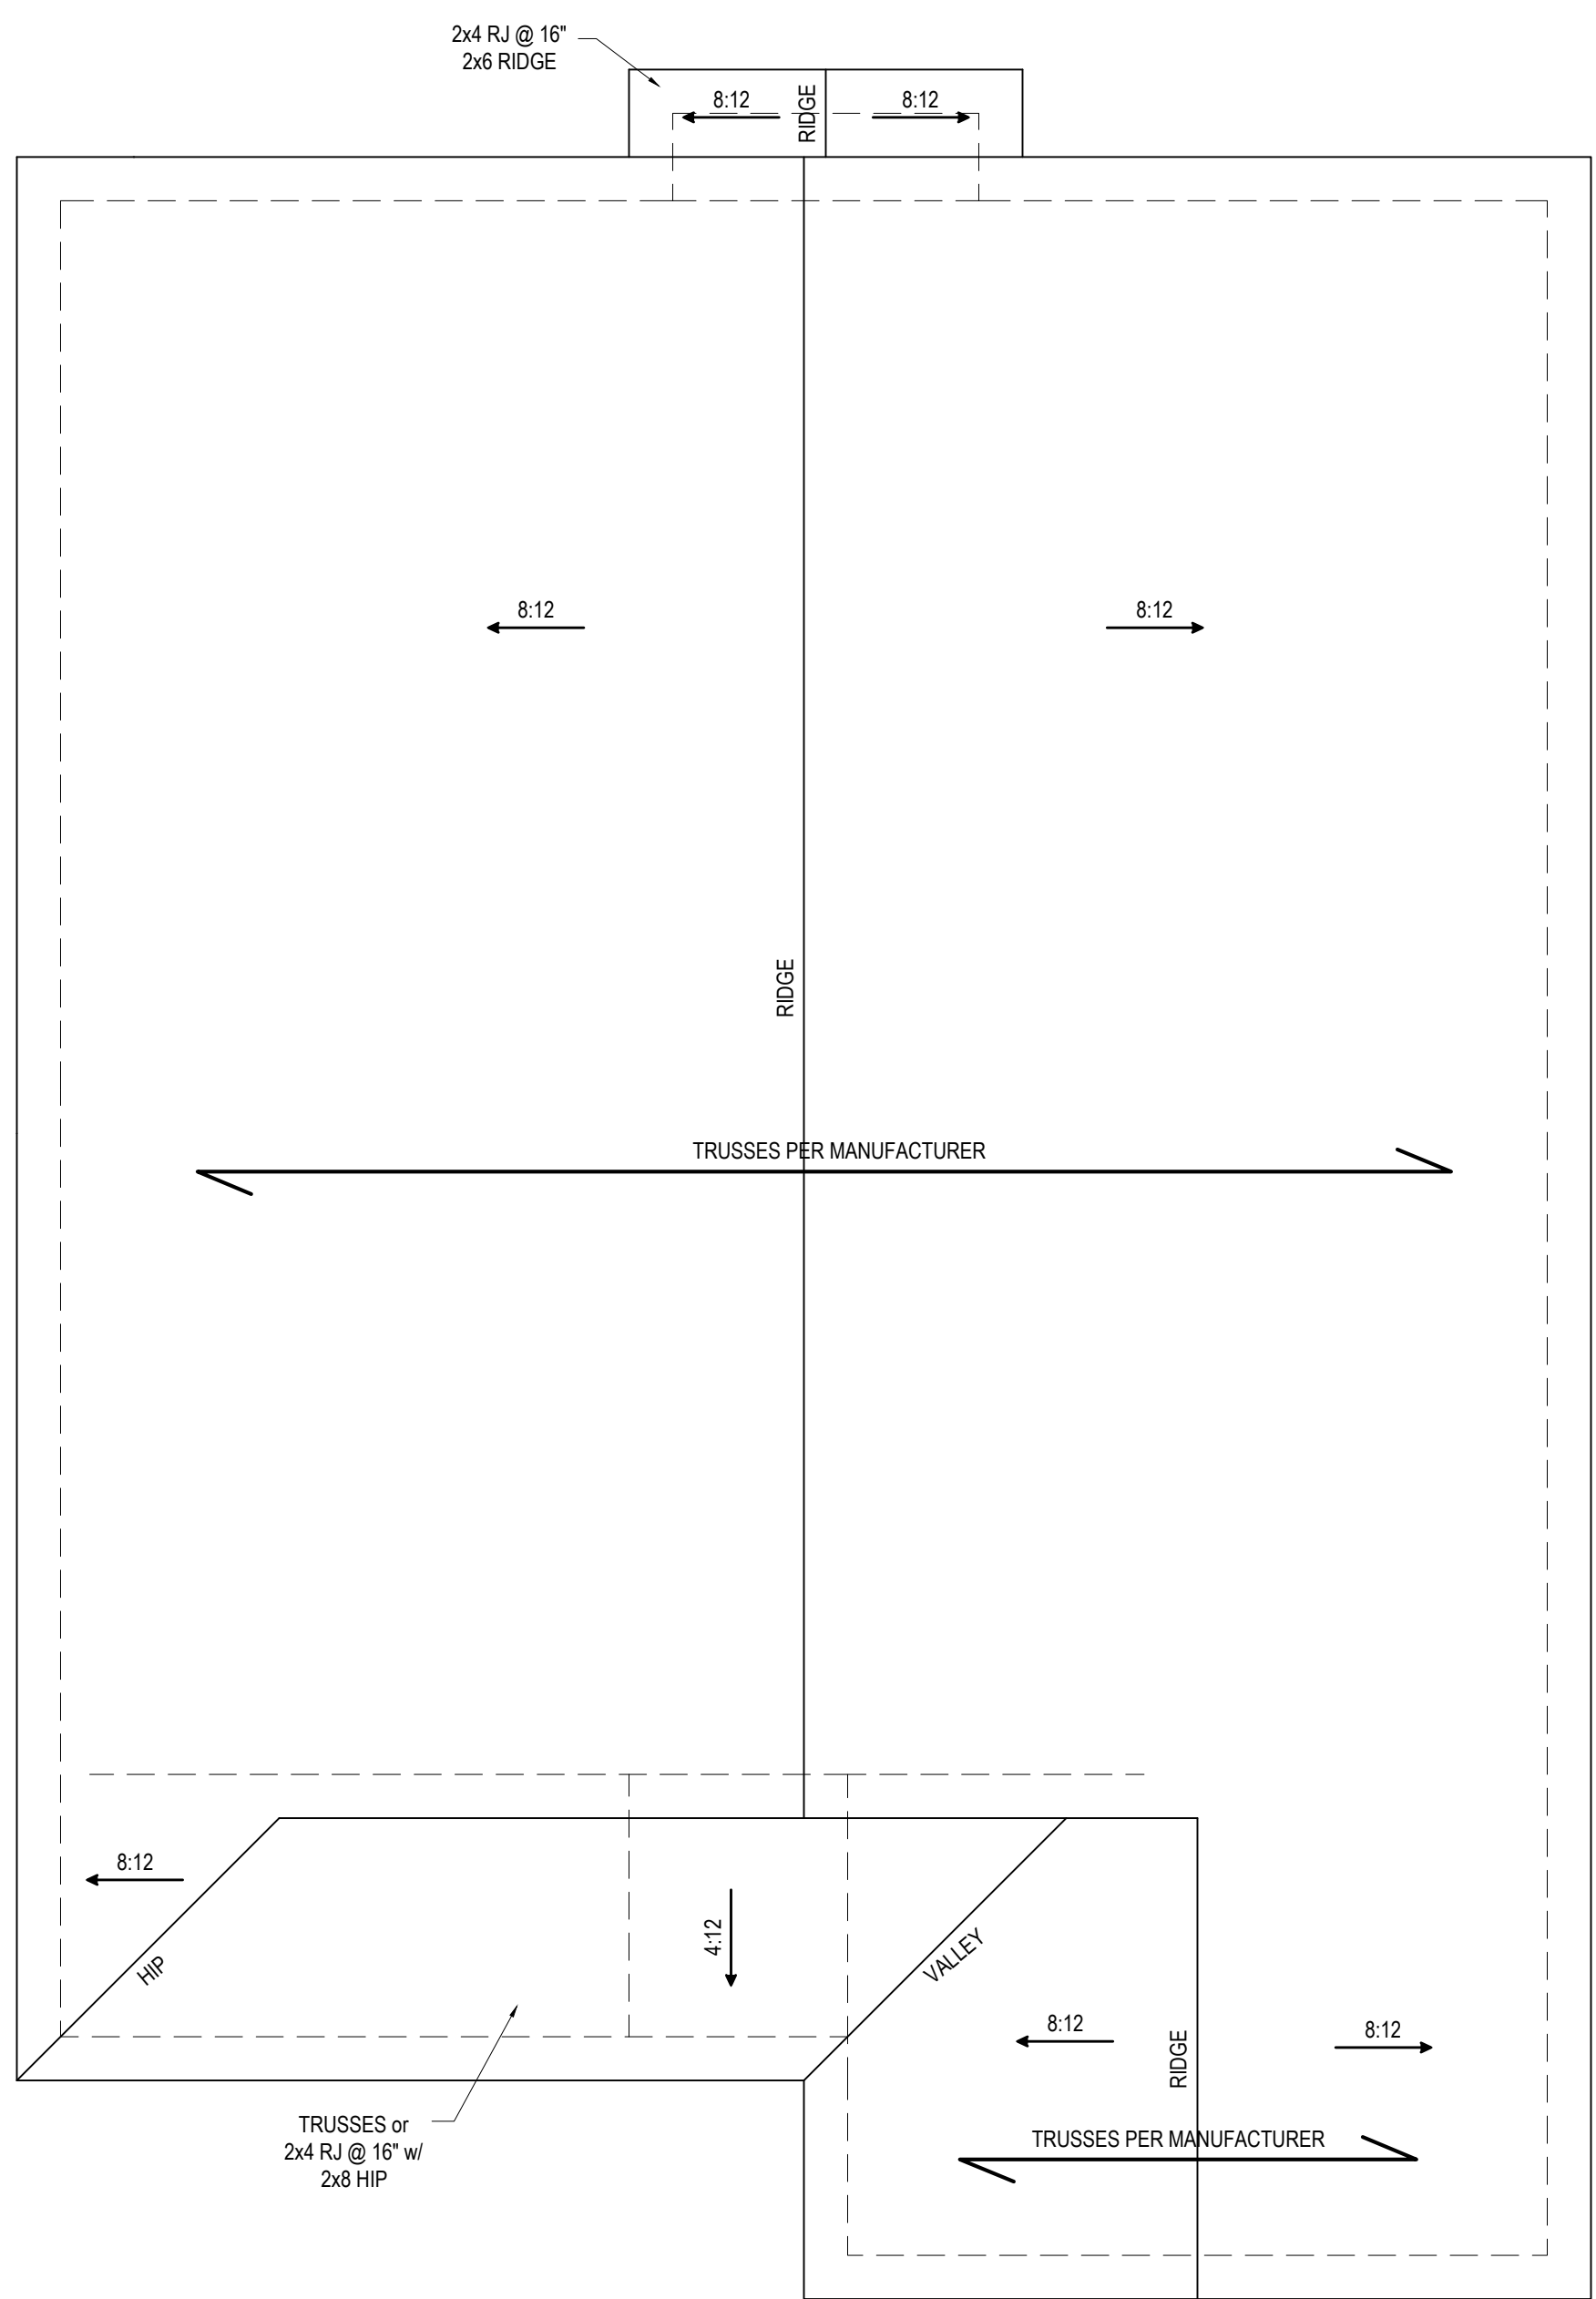 2x4 RJ @ 16"
2x6 RIDGE
8:12
RIDGE
8:12
8:12
8:12
RIDGE
TRUSSES PER MANUFACTURER
8:12
HIP
4:12
VALLEY
8:12
RIDGE
8:12
TRUSSES or
2x4 RJ @ 16" w/
2x8 HIP
TRUSSES PER MANUFACTURER